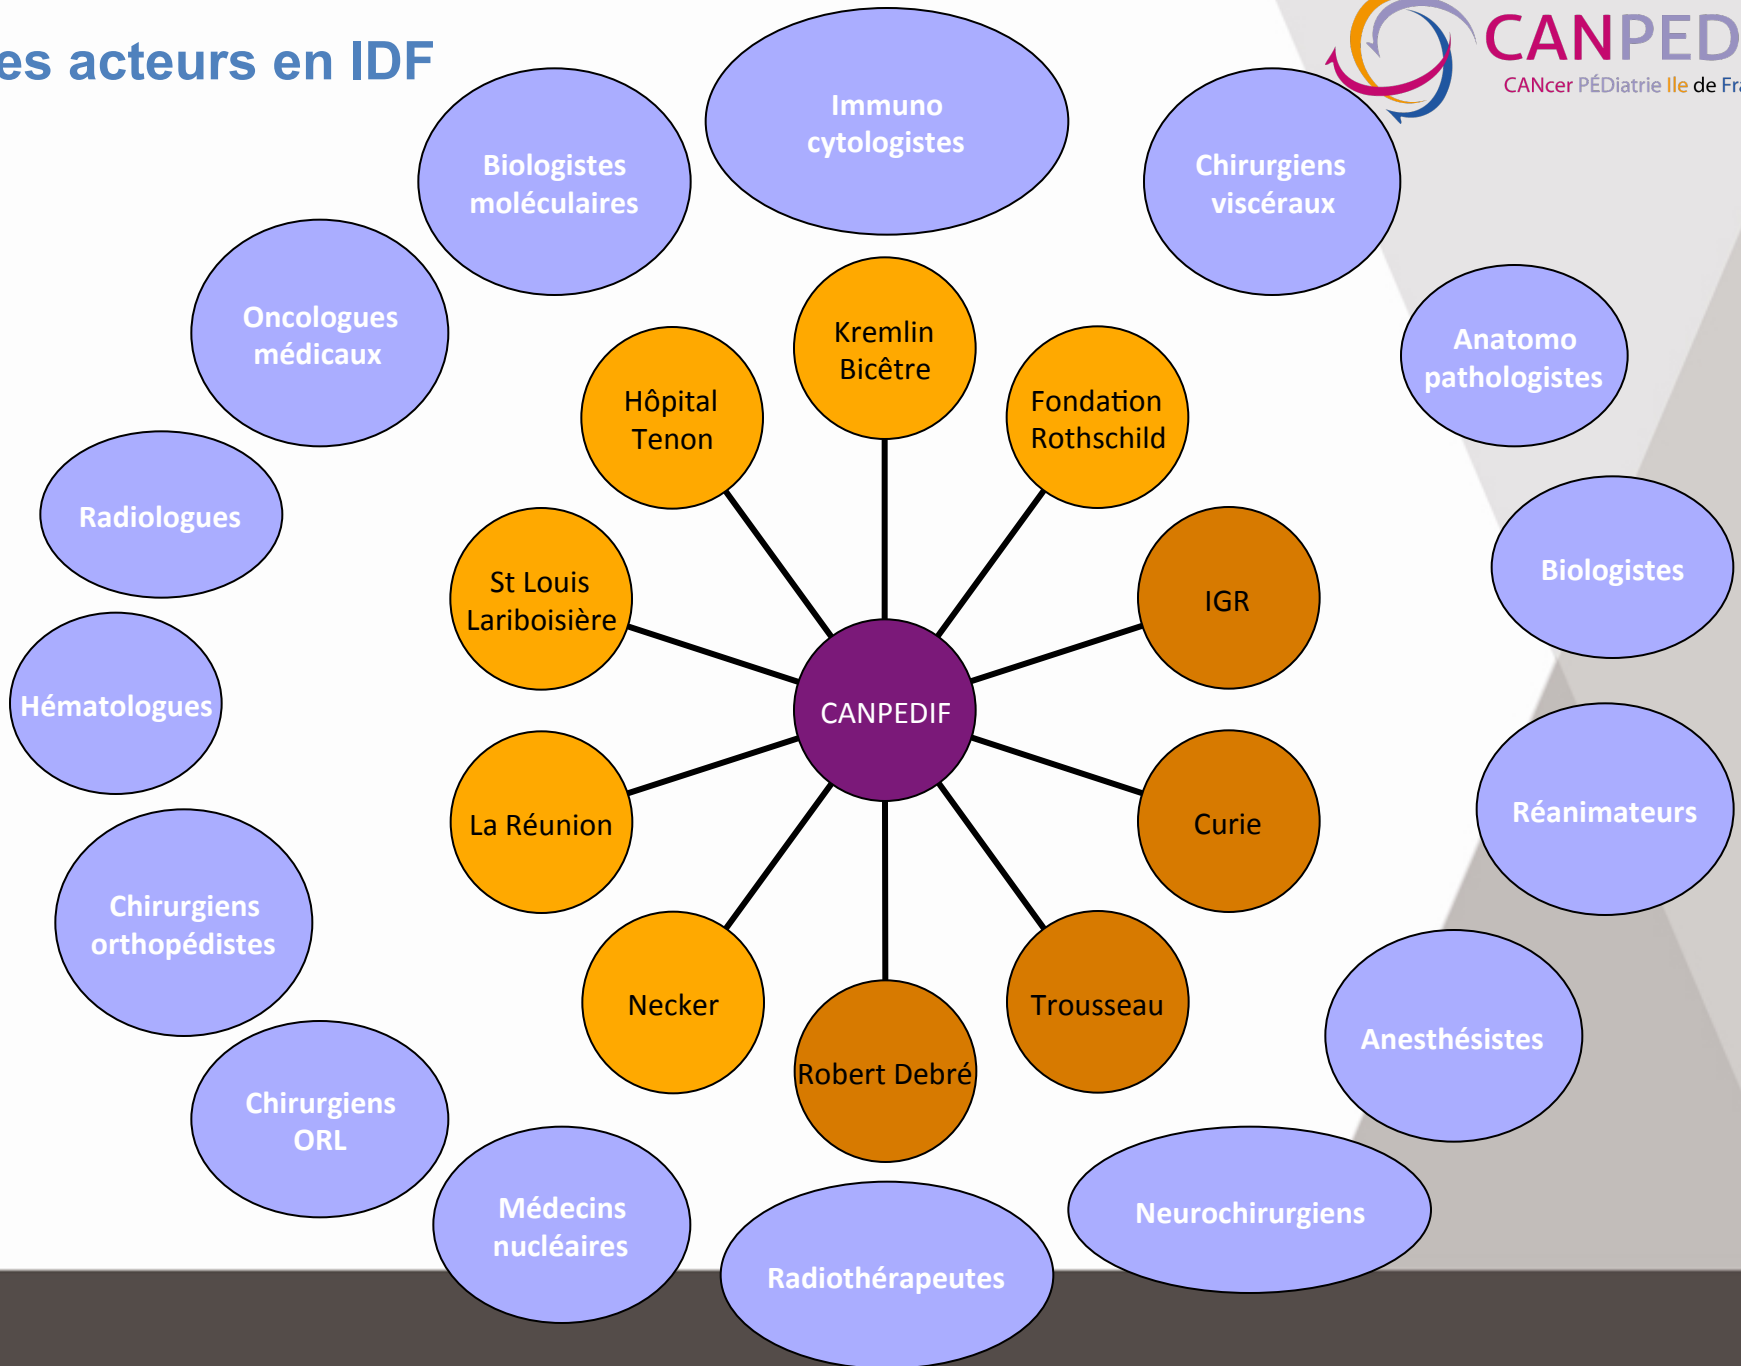 es acteurs en IDF
CANPED
CANcer PÉDiatrie Ile de Fra
Immuno
cytologistes
Biologistes
moléculaires
Chirurgiens
viscéraux
Oncologues
médicaux
Anatomo
pathologistes
Radiologues
Biologistes
Hématologues
Réanimateurs
Chirurgiens
orthopédistes
Anesthésistes
Chirurgiens
ORL
Médecins
nucléaires
Neurochirurgiens
Radiothérapeutes
Kremlin
Bicêtre
Hôpital
Tenon
Fondation
Rothschild
St Louis
Lariboisière
IGR
CANPEDIF
La Réunion
Curie
Necker
Trousseau
Robert Debré